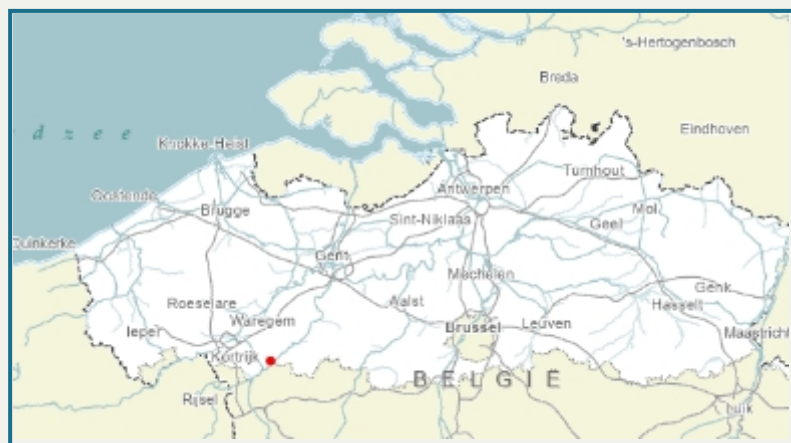 's-Hertogenbosch
Breda
d z e e
Eindhoven
Knokke-Heist
Turnhout
Oostende
Antwerpen
Brugge
Mol
Sint-Niklaas
Geel
Duinkerke
Gent
Mechelen
Genk
Roeselare
Aalst
Hasselt
Waregem
Ieper
Brussel
Leuven
Maastricht
Kortrijk
BELGIË
Rijsel
Luik